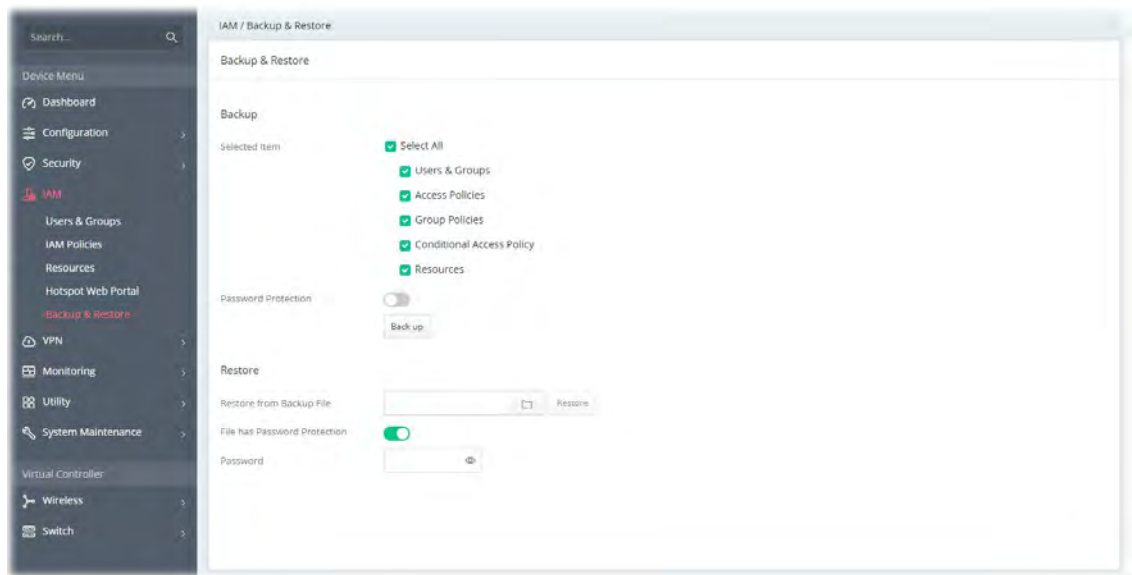 Search...
IAM / Backup & Restore
Backup & Restore
Device Menu
Dashboard
Configuration
Security
IAM
Users & Groups
IAM Policies
Resources
Hotspot Web Portal
Backup & Restore
VPN
Monitoring
Utility
System Maintenance
Virtual Controller
Wireless
Switch
Backup
Selected Item
Select All
Users & Groups
Access Policies
Group Policies
Conditional Access Policy
Resources
Password Protection
Back up
Restore
Restore from Backup File
Restore
File has Password Protection
Password